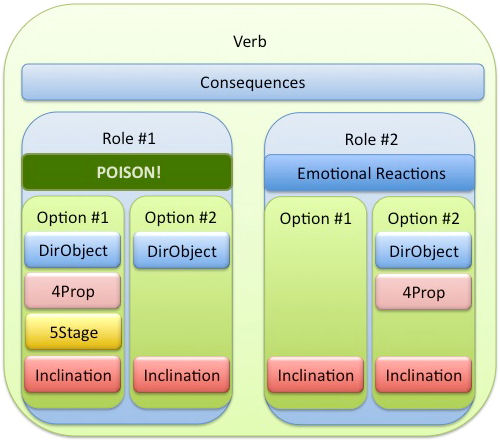 Verb
Consequences
Role #1
POISON!
Option #1
DirObject
4Prop
5Stage
Inclination
Option #2
DirObject
Inclination
Role #2
Emotional Reactions
Option #1
Inclination
Option #2
DirObject
4Prop
Inclination